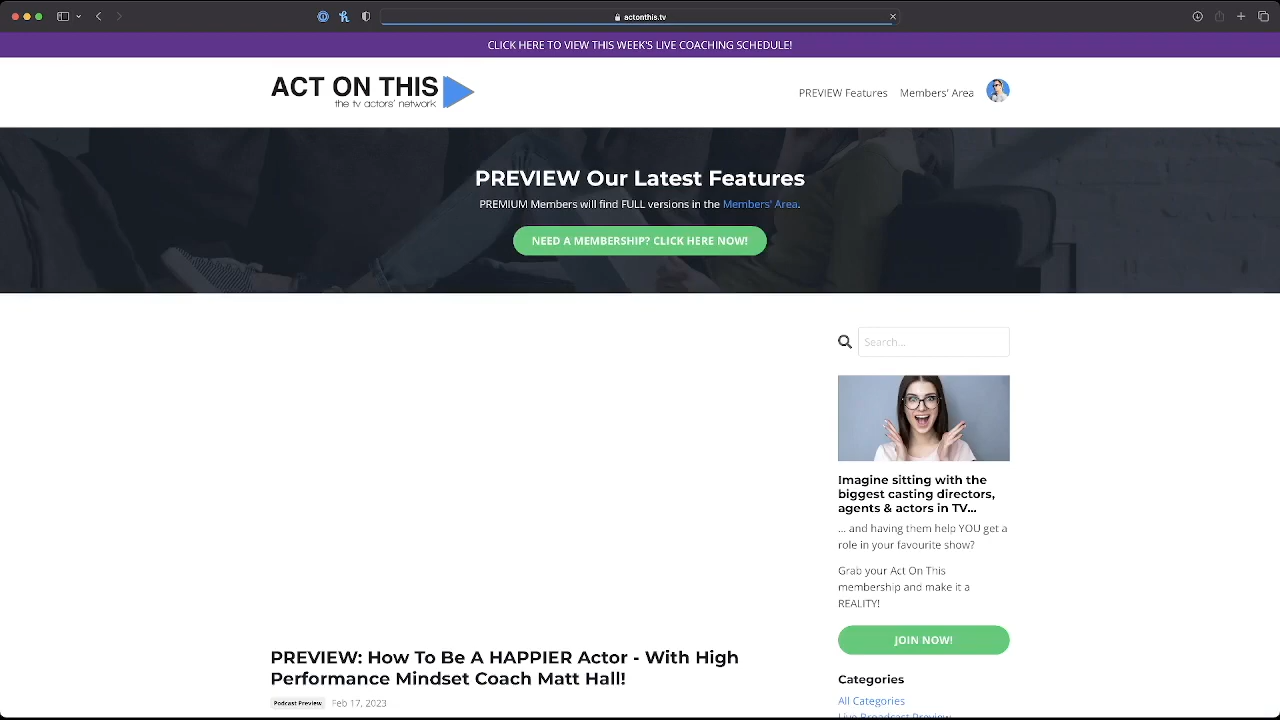 actonthis.tv
CLICK HERE TO VIEW THIS WEEK'S LIVE COACHING SCHEDULE!
ACT ON THIS
the tv actors' network
PREVIEW Features
Members' Area
PREVIEW Our Latest Features
PREMIUM Members will find FULL versions in the Members' Area.
NEED A MEMBERSHIP? CLICK HERE NOW!
Search...
Imagine sitting with the
biggest casting directors,
agents & actors in TV...
... and having them help YOU get a
role in your favourite show?
Grab your Act On This
membership and make it a
REALITY!
JOIN NOW!
PREVIEW: How To Be A HAPPIER Actor - With High
Performance Mindset Coach Matt Hall!
Podcast Preview
Feb 17, 2023
Categories
All Categories
Live Broadcast Preview